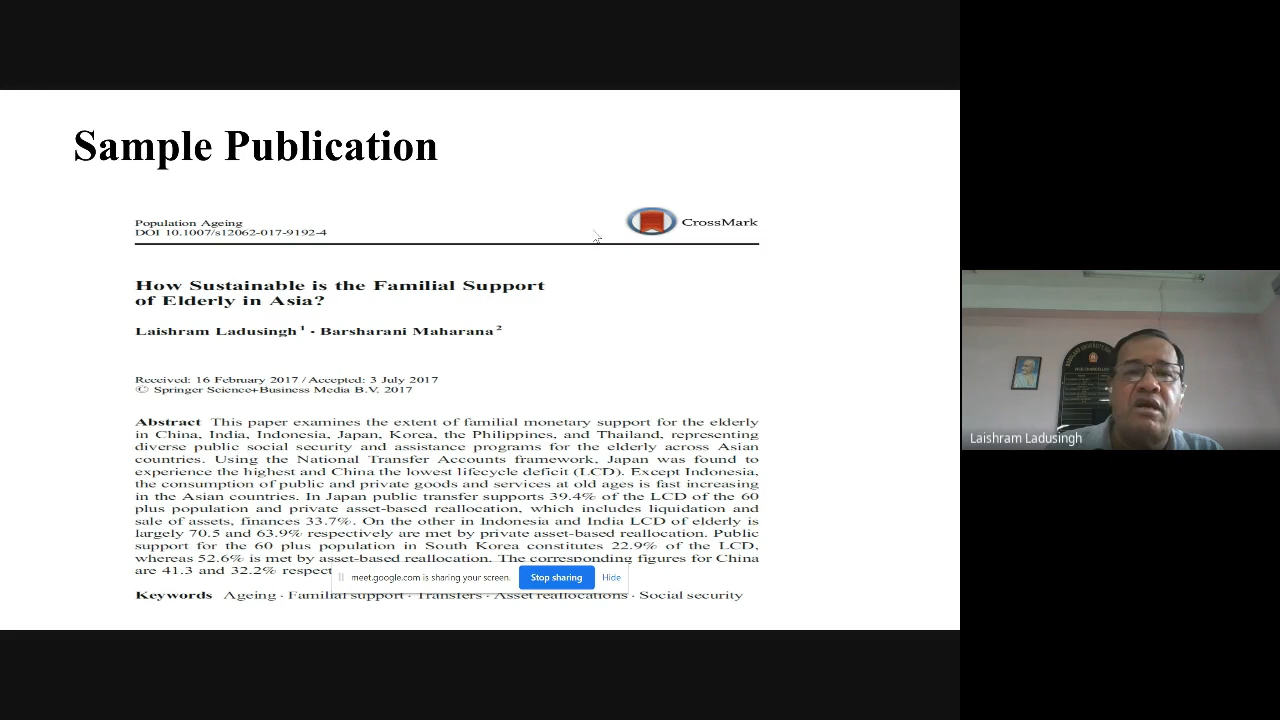 Sample Publication
Population Ageing
DOI 10.1007/s12062-017-9192-4
CrossMark
How Sustainable is the Familial Support
of Elderly in Asia?
Laishram Ladusingh1 · Barsharani Maharana2
Received: 16 February 2017 / Accepted: 3 July 2017
© Springer Science+Business Media B.V. 2017
Abstract This paper examines the extent of familial monetary support for the elderly
in China, India, Indonesia, Japan, Korea, the Philippines, and Thailand, representing
diverse public social security and assistance programs for the elderly across Asian
countries. Using the National Transfer Accounts framework, Japan was found to
experience the highest and China the lowest lifecycle deficit (LCD). Except Indonesia,
the consumption of public and private goods and services at old ages is fast increasing
in the Asian countries. In Japan public transfer supports 39.4% of the LCD of the 60
plus population and private asset-based reallocation, which includes liquidation and
sale of assets, finances 33.7%. On the other in Indonesia and India LCD of elderly is
largely 70.5 and 63.9% respectively are met by private asset-based reallocation. Public
support for the 60 plus population in South Korea constitutes 22.9% of the LCD,
whereas 52.6% is met by asset-based reallocation. The corresponding figures for China
are 41.3 and 32.2% respect
meet.google.com is sharing your screen.
Stop sharing
Hide
Keywords Ageing · Familial support · Transfers · Asset reallocations · Social security
Laishram Ladusingh